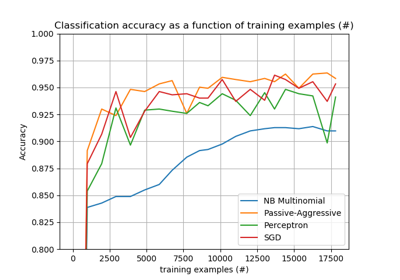 Classification accuracy as a function of training examples (#)
1.000
0.975
0.950
0.925
0.900
0.875
0.850
0.825
0.800
Accuracy
NB Multinomial
Passive-Aggressive
Perceptron
SGD
0 2500 5000 7500 10000 12500 15000 17500
training examples (#)